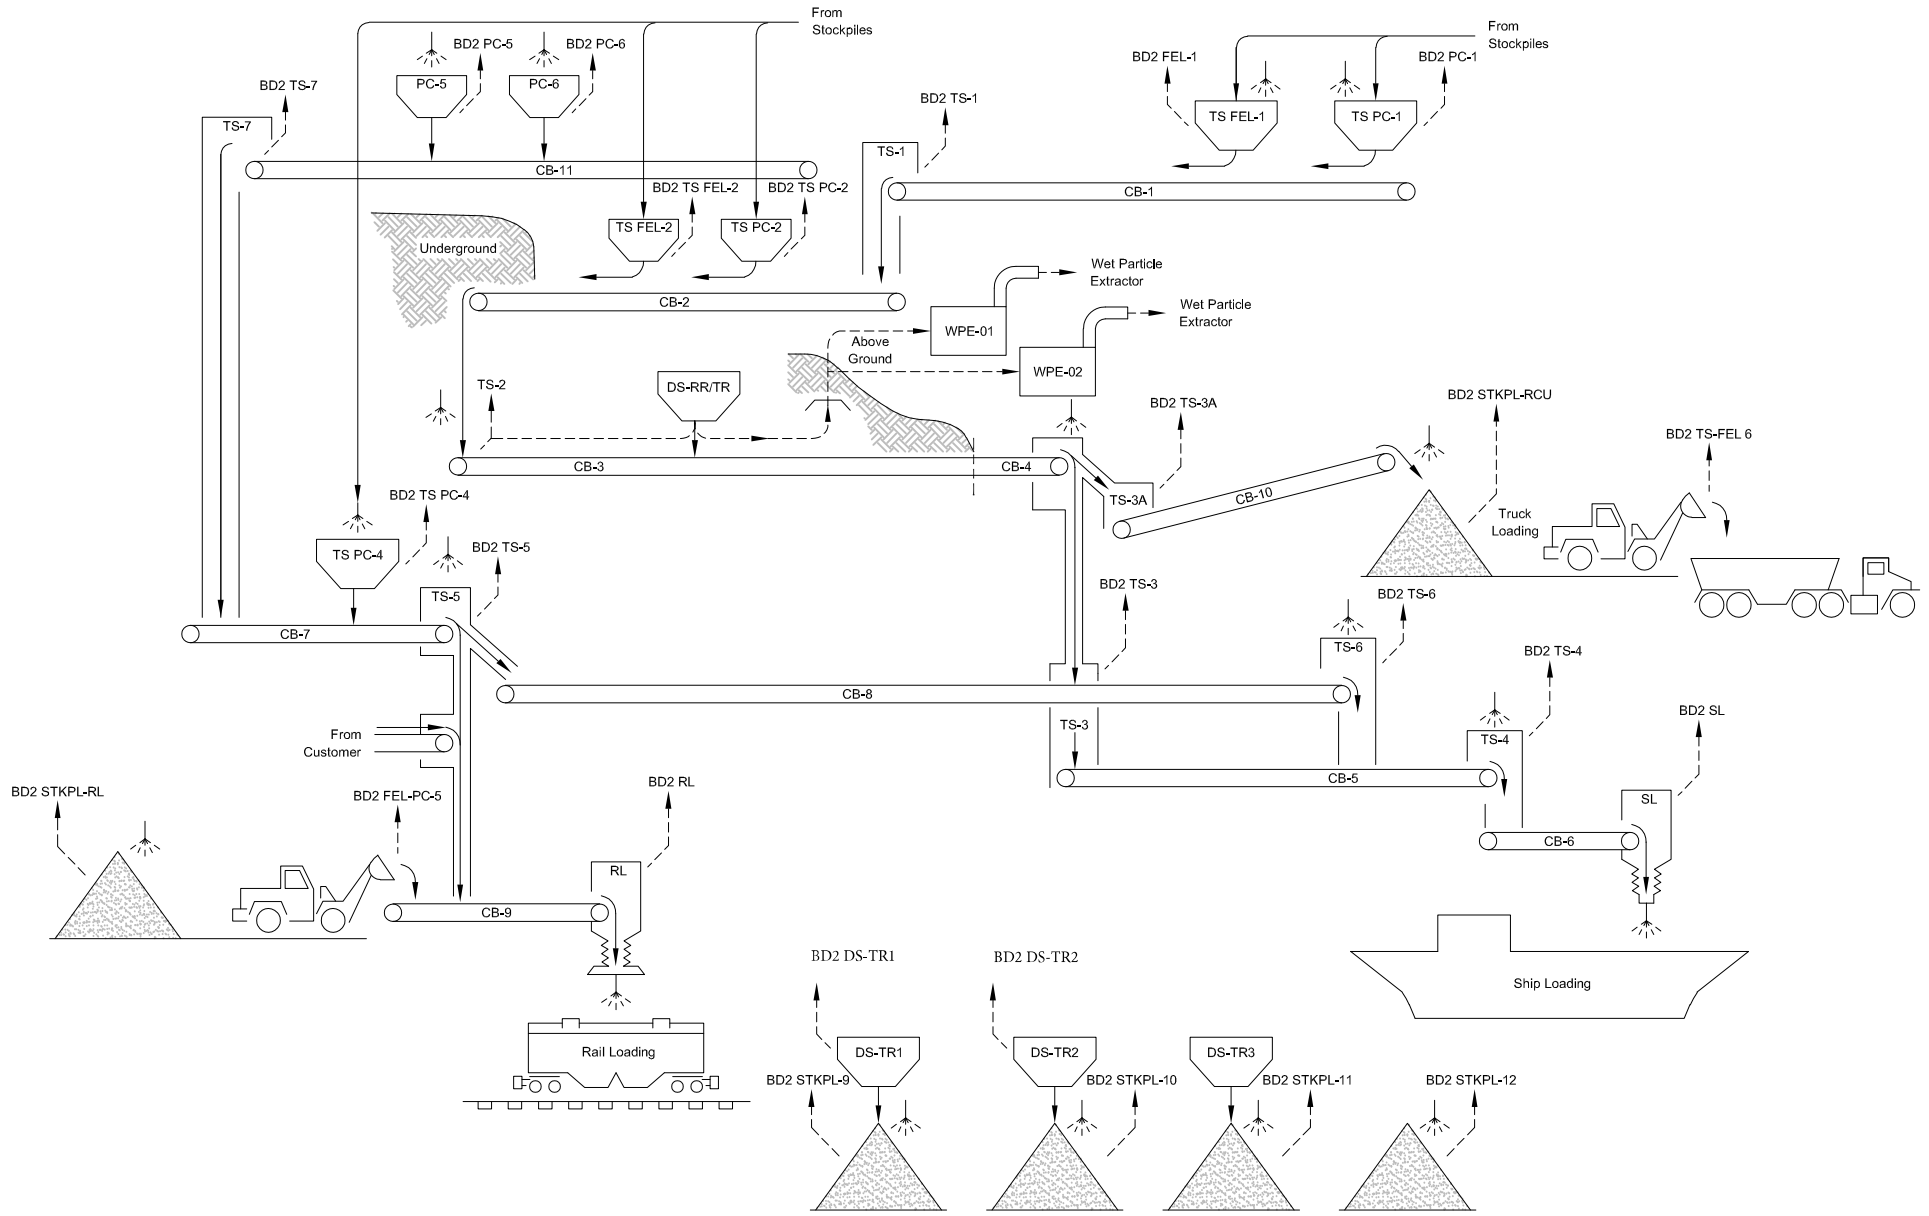 From
Stockpiles
From
Stockpiles
BD2 PC-5
BD2 PC-6
BD2 FEL-1
BD2 PC-1
BD2 TS-7
PC-5
PC-6
BD2 TS-1
TS FEL-1
TS PC-1
TS-7
TS-1
CB-11
CB-1
BD2 TS FEL-2
BD2 TS PC-2
TS FEL-2
TS PC-2
Underground
Wet Particle
Extractor
CB-2
Wet Particle
Extractor
WPE-01
Above
Ground
WPE-02
TS-2
DS-RR/TR
BD2 STKPL-RCU
BD2 TS-3A
BD2 TS-FEL 6
CB-3
CB-4
BD2 TS PC-4
TS-3A
CB-10
Truck
Loading
TS PC-4
BD2 TS-5
BD2 TS-3
BD2 TS-6
TS-5
CB-7
TS-6
BD2 TS-4
CB-8
BD2 SL
From
Customer
TS-3
TS-4
CB-5
BD2 STKPL-RL
BD2 FEL-PC-5
BD2 RL
SL
CB-6
RL
CB-9
BD2 DS-TR1
BD2 DS-TR2
Ship Loading
Rail Loading
DS-TR1
DS-TR2
DS-TR3
BD2 STKPL-9
BD2 STKPL-10
BD2 STKPL-11
BD2 STKPL-12